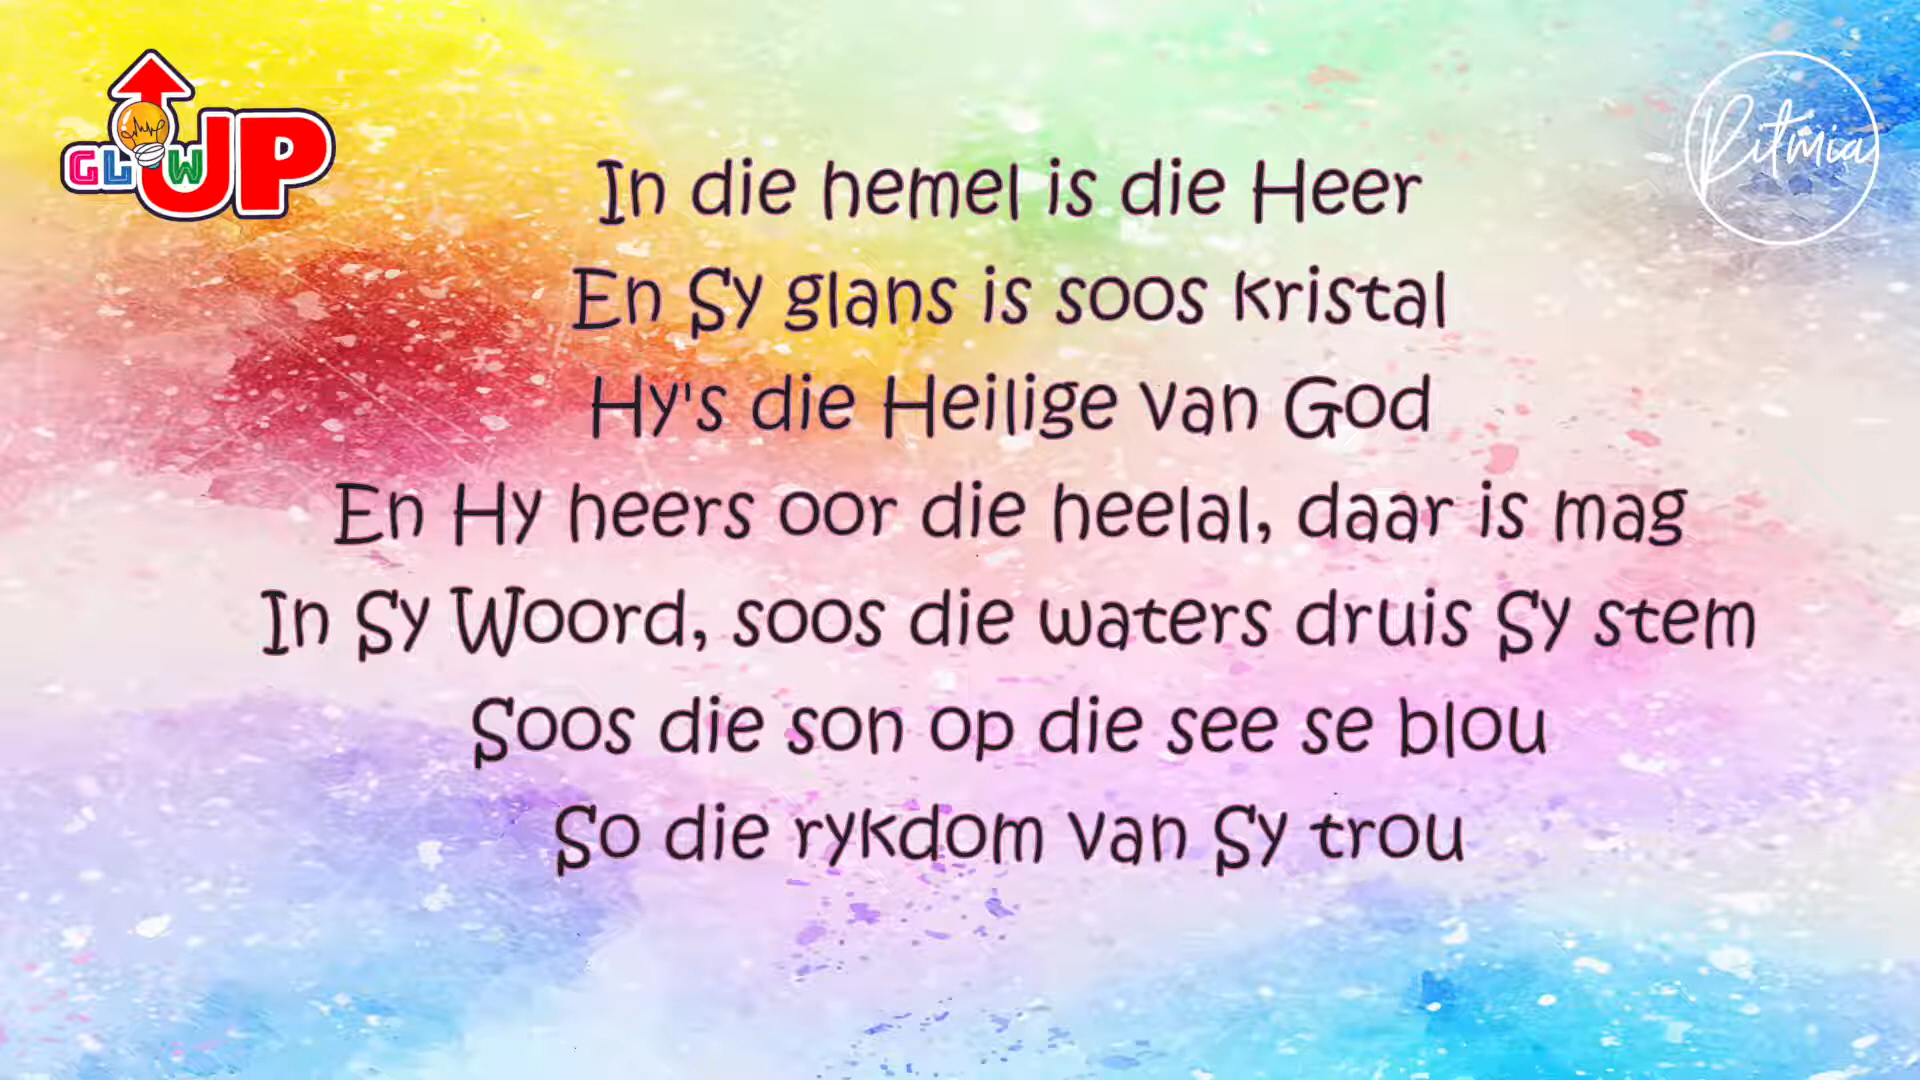 GLOW UP
Ritmia
In die hemel is die Heer
En Sy glans is soos kristal
Hy's die Heilige van God
En Hy heers oor die heelal, daar is mag
In Sy Woord, soos die waters druis Sy stem
Soos die son op die see se blou
So die rykdom van Sy trou